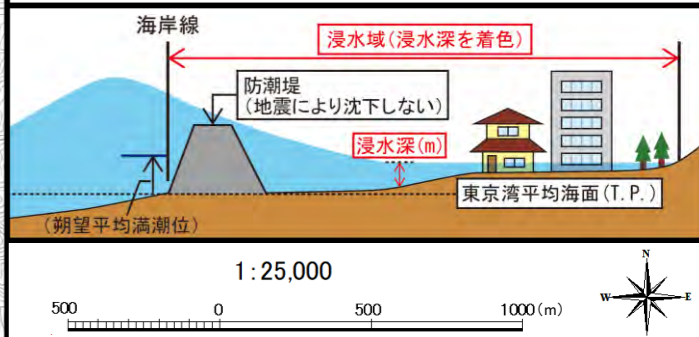 海岸線
浸水域(浸水深を着色)
防潮堤
(地震により沈下しない)
浸水深(m)
東京湾平均海面(T.P.)
(朔望平均満潮位)
1:25,000
500 0 500 1000(m)
N
W E